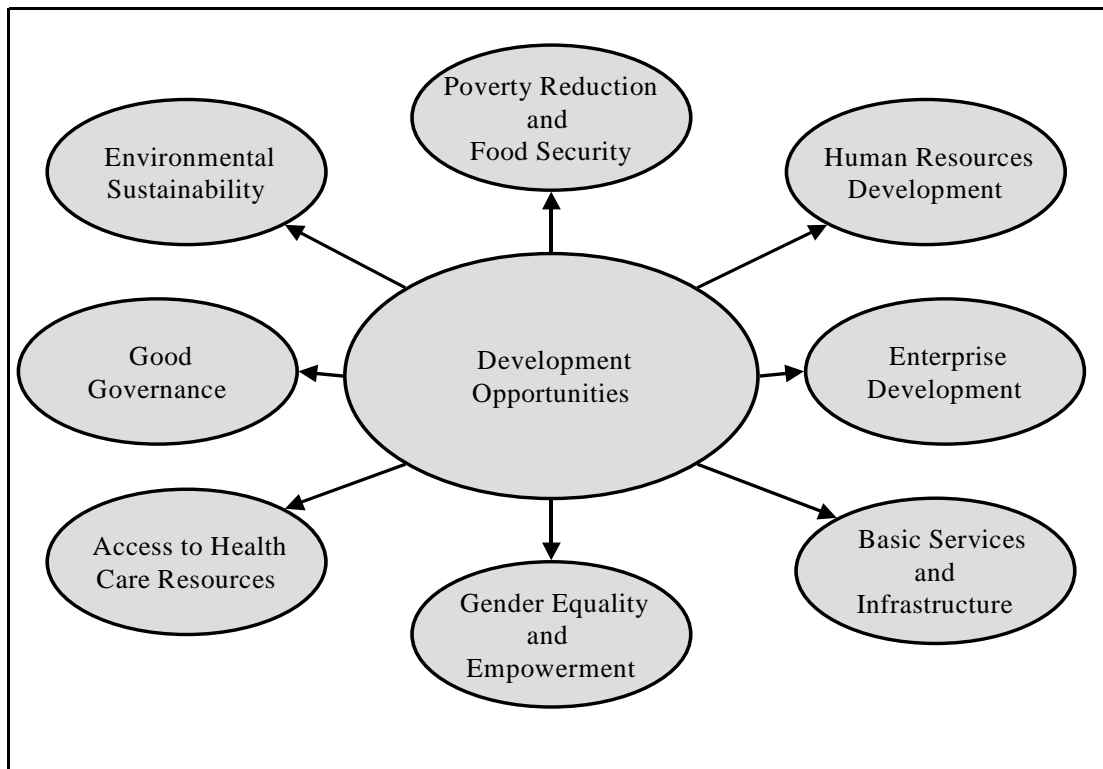 Poverty Reduction
and
Food Security
Environmental
Sustainability
Human Resources
Development
Good
Governance
Development
Opportunities
Enterprise
Development
Access to Health
Care Resources
Gender Equality
and
Empowerment
Basic Services
and
Infrastructure